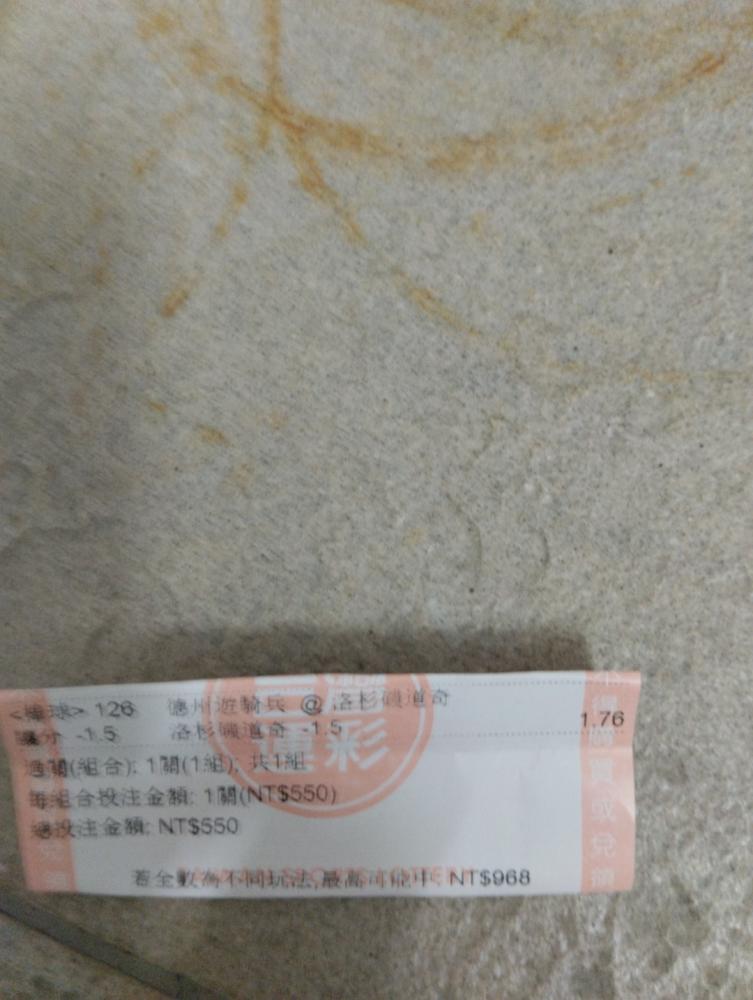 <棒球> 126 德州遊騎兵 @ 洛杉磯道奇
讓分 -1.5 洛杉磯道奇 -1.5 1.76
過關(組合): 1關(1組); 共1組
每組合投注金額: 1關(NT$550)
總投注金額: NT$550
若全數為不同玩法,最高可能中: NT$968
運彩